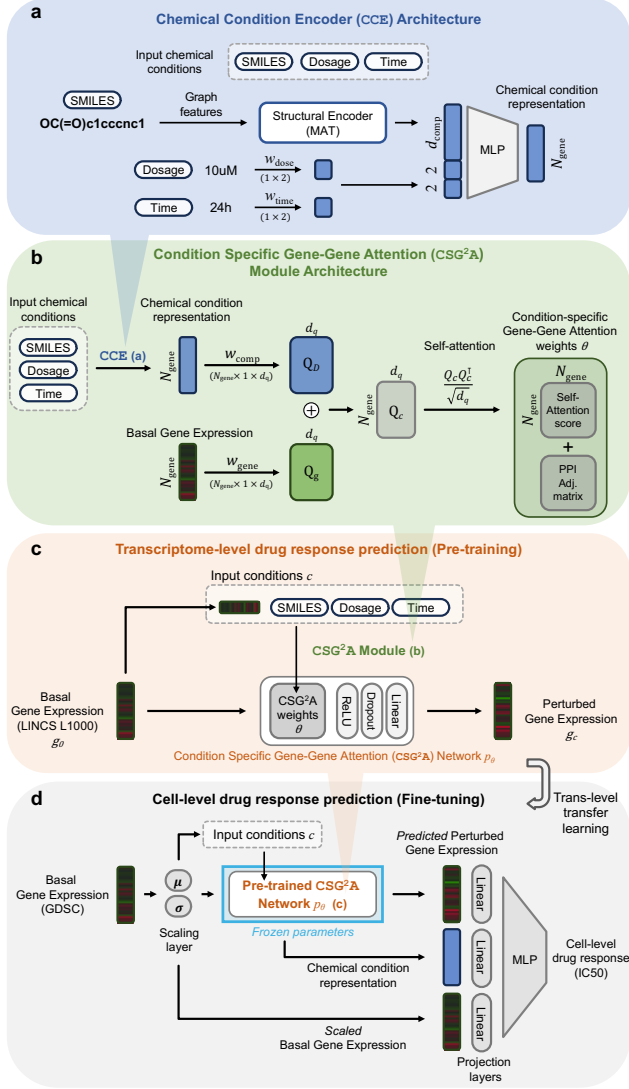 a
Chemical Condition Encoder (CCE) Architecture
Input chemical
conditions
SMILES
Dosage
Time
SMILES
OC(=O)c1cccnc1
Graph
features
Structural Encoder
(MAT)
Chemical condition
representation
d_comp
2
2
MLP
N_gene
Dosage
10uM
w_dose
(1 × 2)
Time
24h
w_time
(1 × 2)
b
Condition Specific Gene-Gene Attention (CSG²A)
Module Architecture
Input chemical
conditions
SMILES
Dosage
Time
CCE (a)
Chemical condition
representation
N_gene
w_comp
(N_gene× 1 × d_q)
d_q
Q_D
Basal Gene Expression
N_gene
w_gene
(N_gene× 1 × d_q)
d_q
Q_g
N_gene
d_q
Q_c
Self-attention
Q_cQ_c^⊺
√d_q
Condition-specific
Gene-Gene Attention
weights θ
N_gene
N_gene
Self-
Attention
score
+
PPI
Adj.
matrix
c
Transcriptome-level drug response prediction (Pre-training)
Input conditions c
SMILES
Dosage
Time
CSG²A Module (b)
Basal
Gene Expression
(LINCS L1000)
g_0
CSG²A
weights
θ
ReLU
Dropout
Linear
Condition Specific Gene-Gene Attention (CSG²A) Network p_θ
Perturbed
Gene Expression
g_c
Trans-level
transfer
learning
d
Cell-level drug response prediction (Fine-tuning)
Input conditions c
Basal
Gene Expression
(GDSC)
μ
σ
Scaling
layer
Pre-trained CSG²A
Network p_θ (c)
Frozen parameters
Predicted Perturbed
Gene Expression
Linear
Chemical condition
representation
Linear
MLP
Cell-level
drug response
(IC50)
Scaled
Basal Gene Expression
Linear
Projection
layers